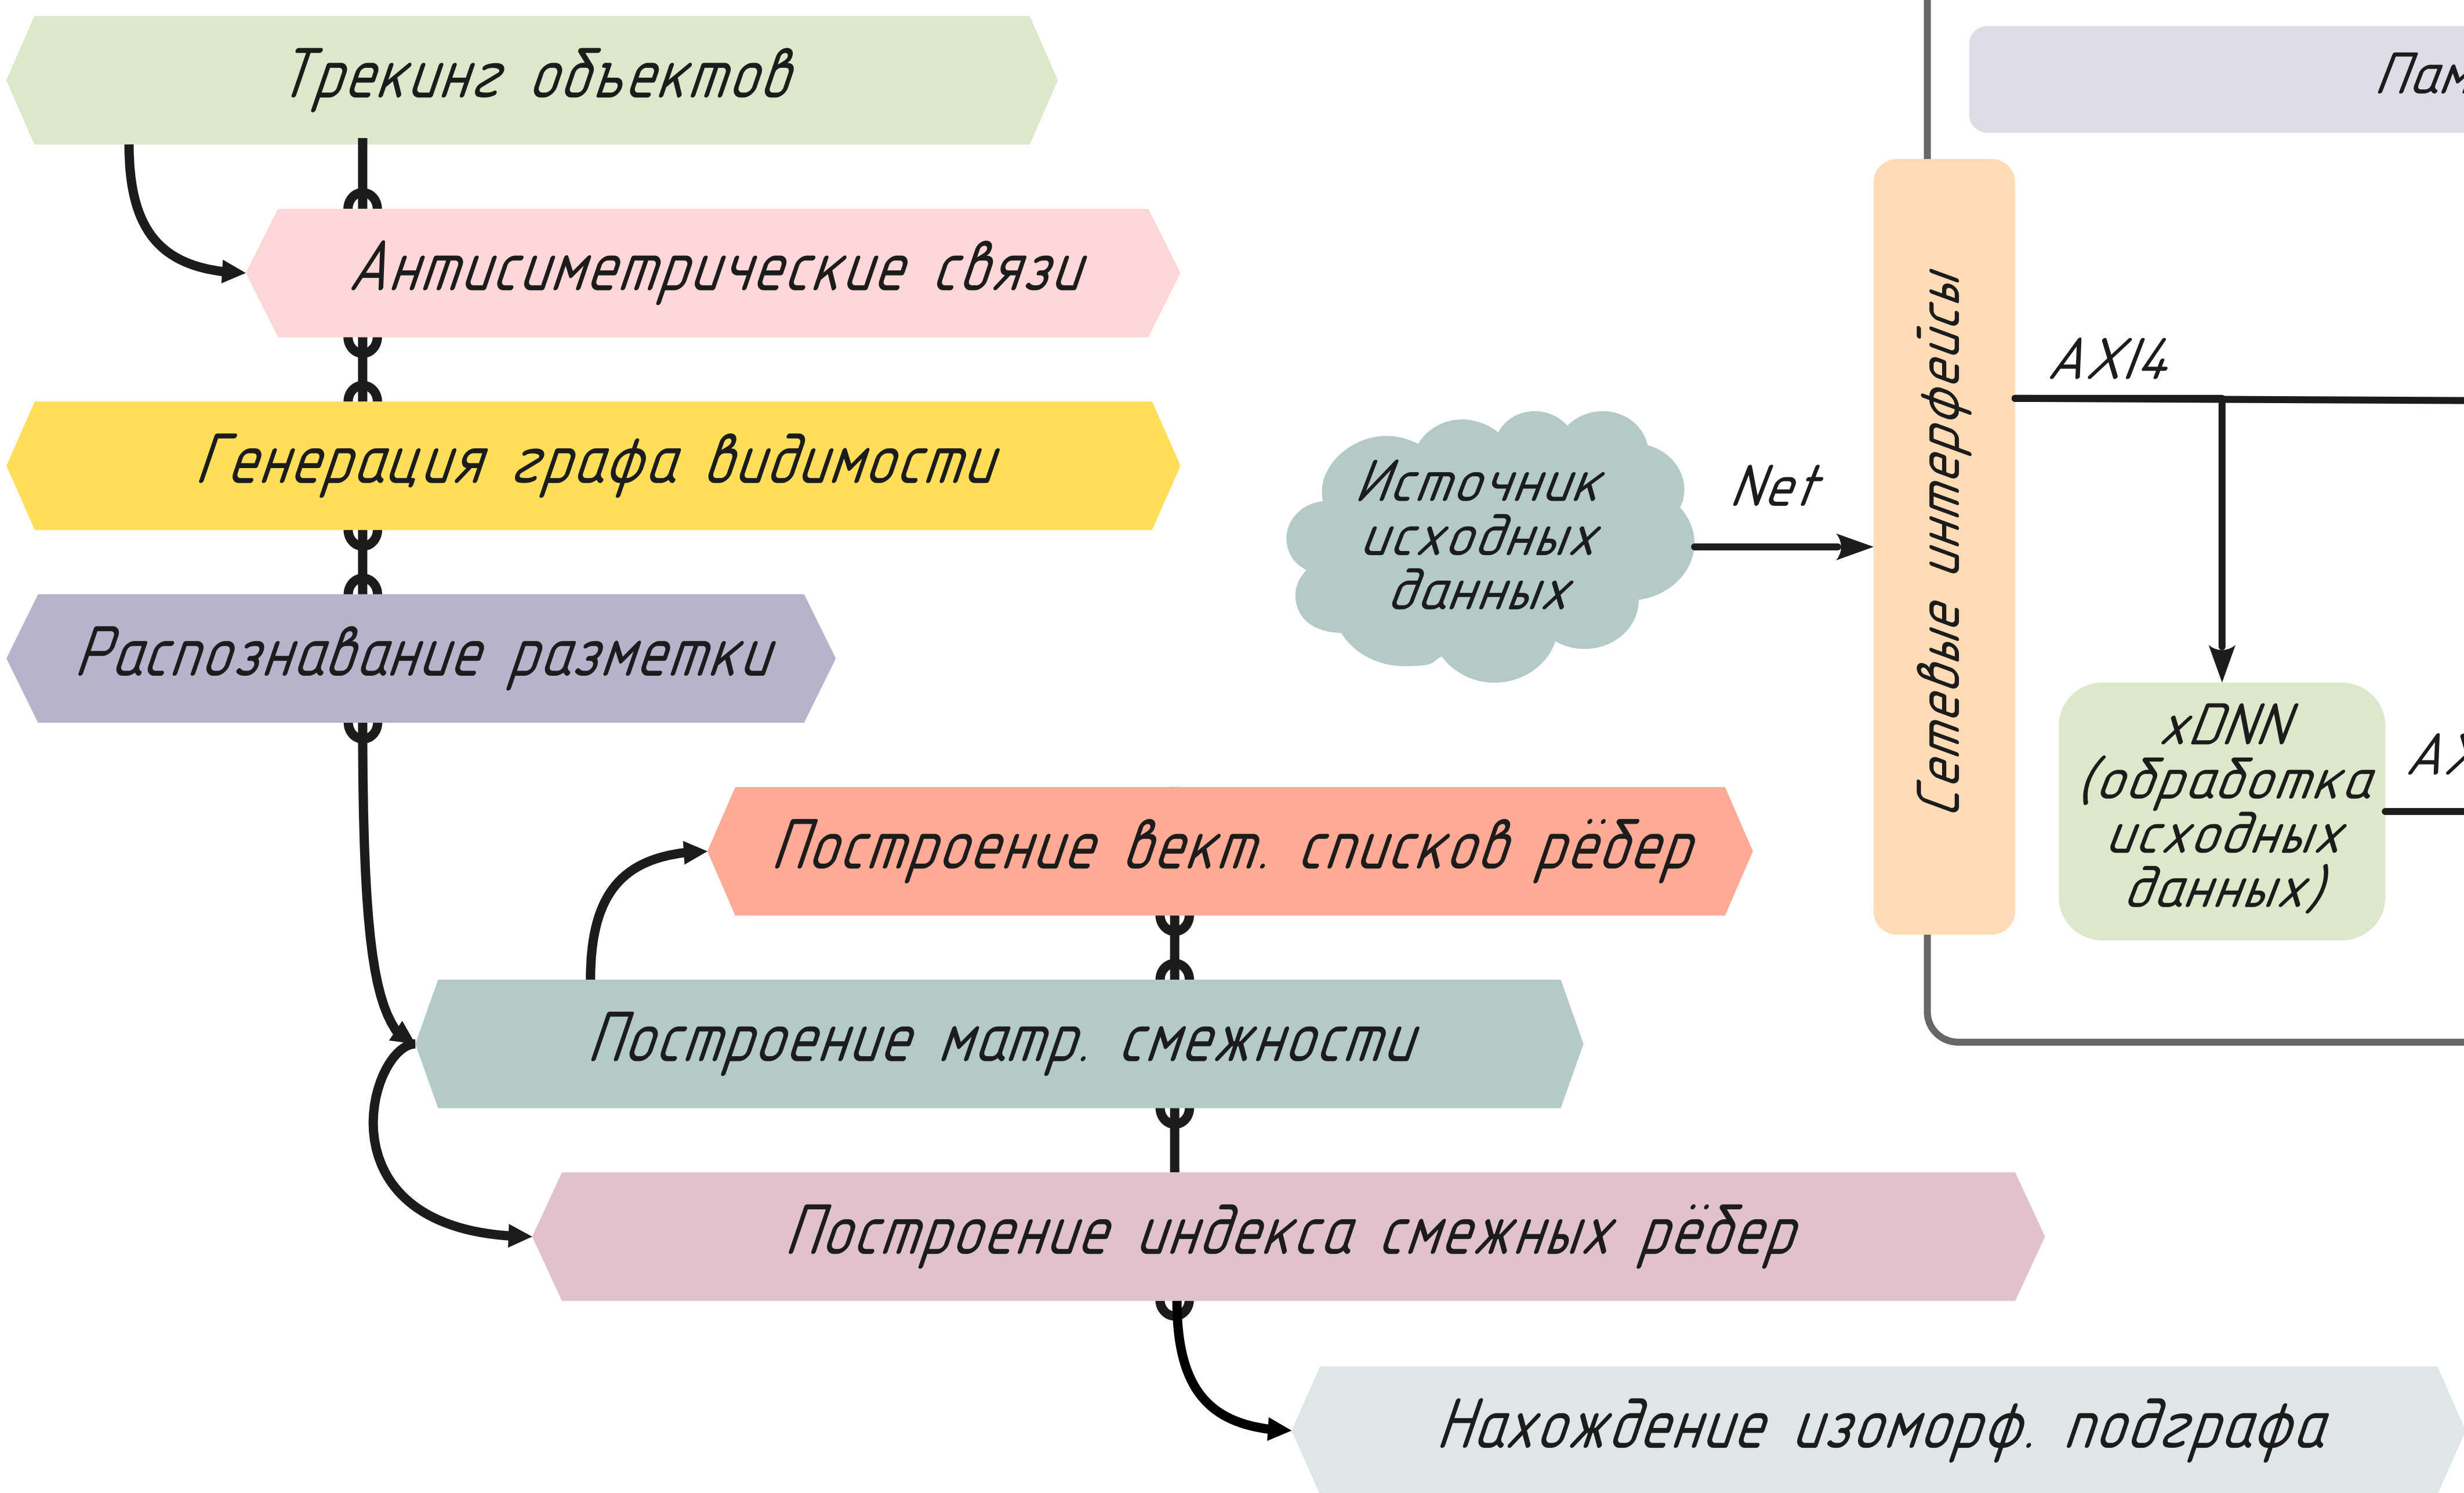 Трекинг объектов
Антисиметрические связи
Генерация графа видимости
Распознавание разметки
Построение вект. списков рёбер
Построение матр. смежности
Построение индекса смежных рёбер
Нахождение изоморф. подграфа
Источник
исходных
данных
Net
Сетевые интерфейсы
AXI4
xDNN
(обработка
исходных
данных)